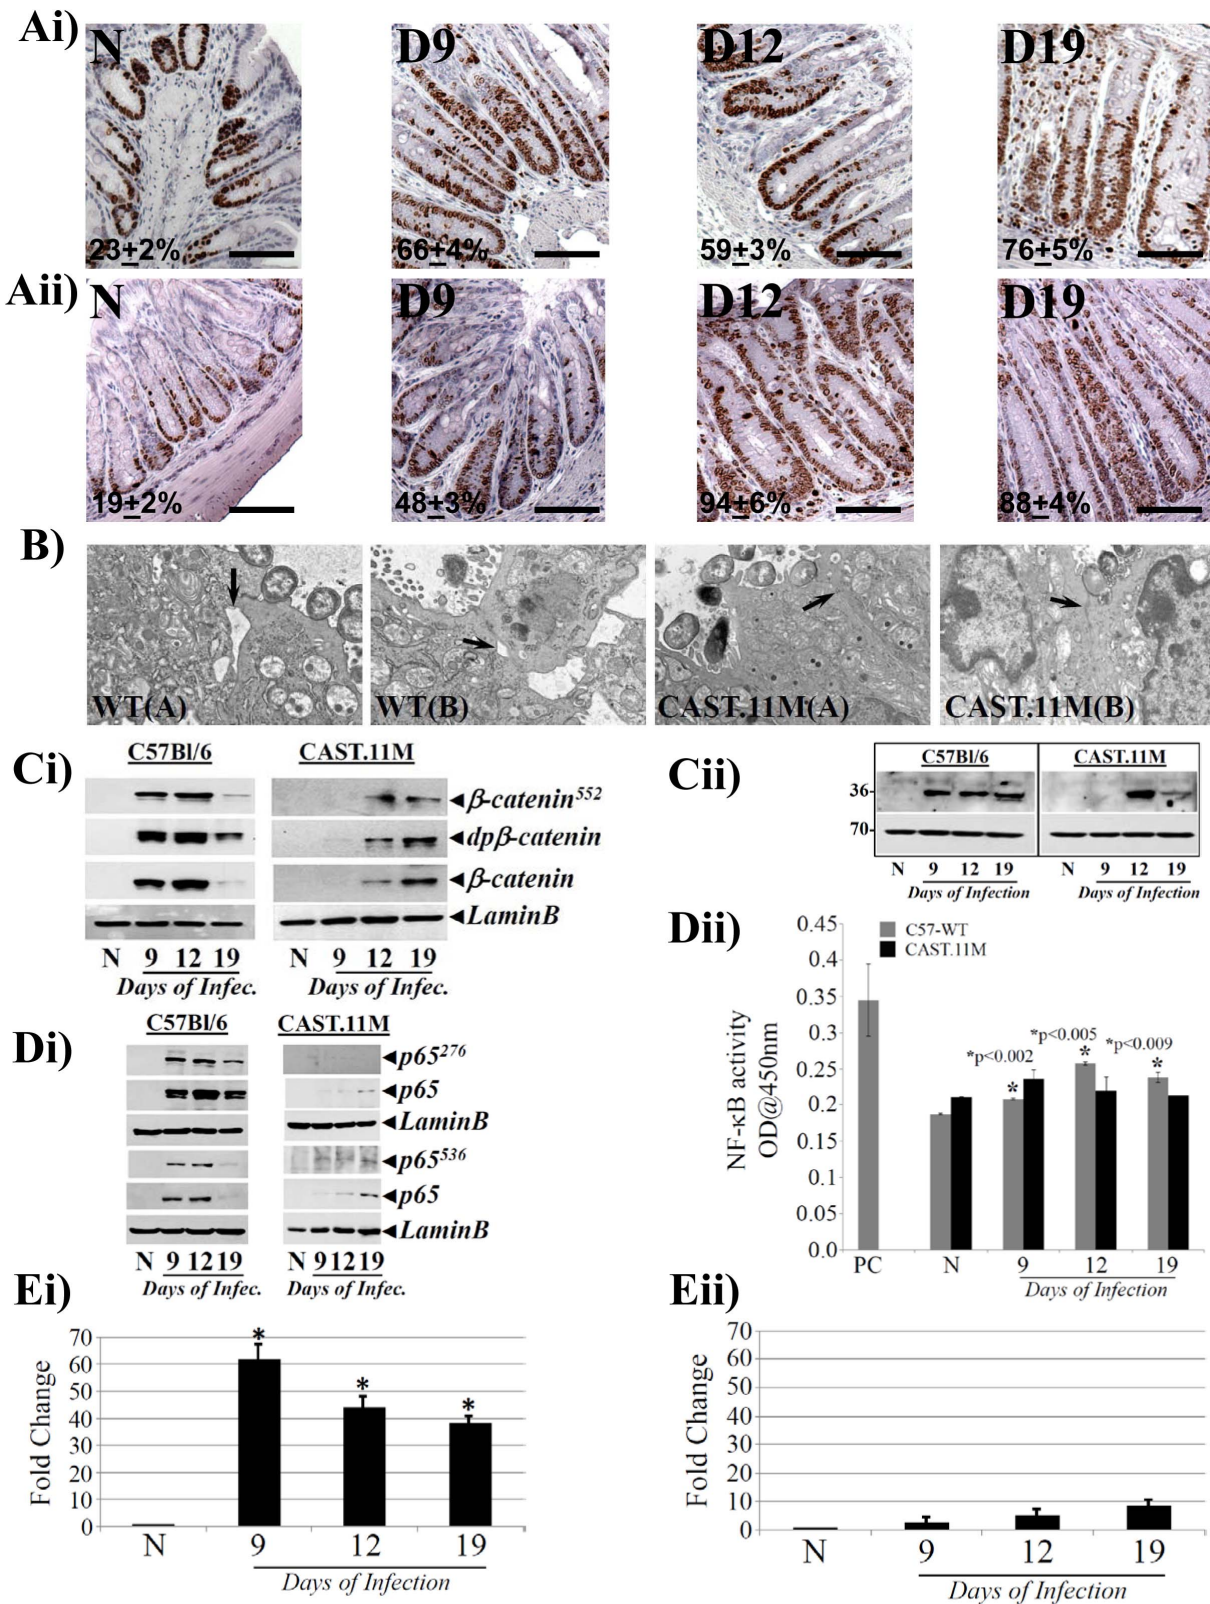 Ai)
N
D9
D12
D19
23±2%
66±4%
59±3%
76±5%
Aii)
N
D9
D12
D19
19±2%
48±3%
94±6%
88±4%
B)
WT(A)
WT(B)
CAST.11M(A)
CAST.11M(B)
Ci)
C57Bl/6
CAST.11M
β-catenin⁵⁵²
dpβ-catenin
β-catenin
LaminB
N 9 12 19
N 9 12 19
Days of Infec.
Days of Infec.
Cii)
C57Bl/6
CAST.11M
36-
70-
N 9 12 19
N 9 12 19
Days of Infection
Days of Infection
Di)
C57Bl/6
CAST.11M
p65²⁷⁶
p65
LaminB
p65⁵³⁶
p65
LaminB
N 9 12 19
N 9 12 19
Days of Infec.
Days of Infec.
Dii)
C57-WT
CAST.11M
NF-κB activity
OD@450nm
0.45
0.4
0.35
0.3
0.25
0.2
0.15
0.1
0.05
0.0
*p<0.002
*p<0.005
*p<0.009
*
*
*
PC
N
9
12
19
Days of Infection
Ei)
Fold Change
70
60
50
40
30
20
10
0
*
*
*
N
9
12
19
Days of Infection
Eii)
Fold Change
70
60
50
40
30
20
10
0
N
9
12
19
Days of Infection